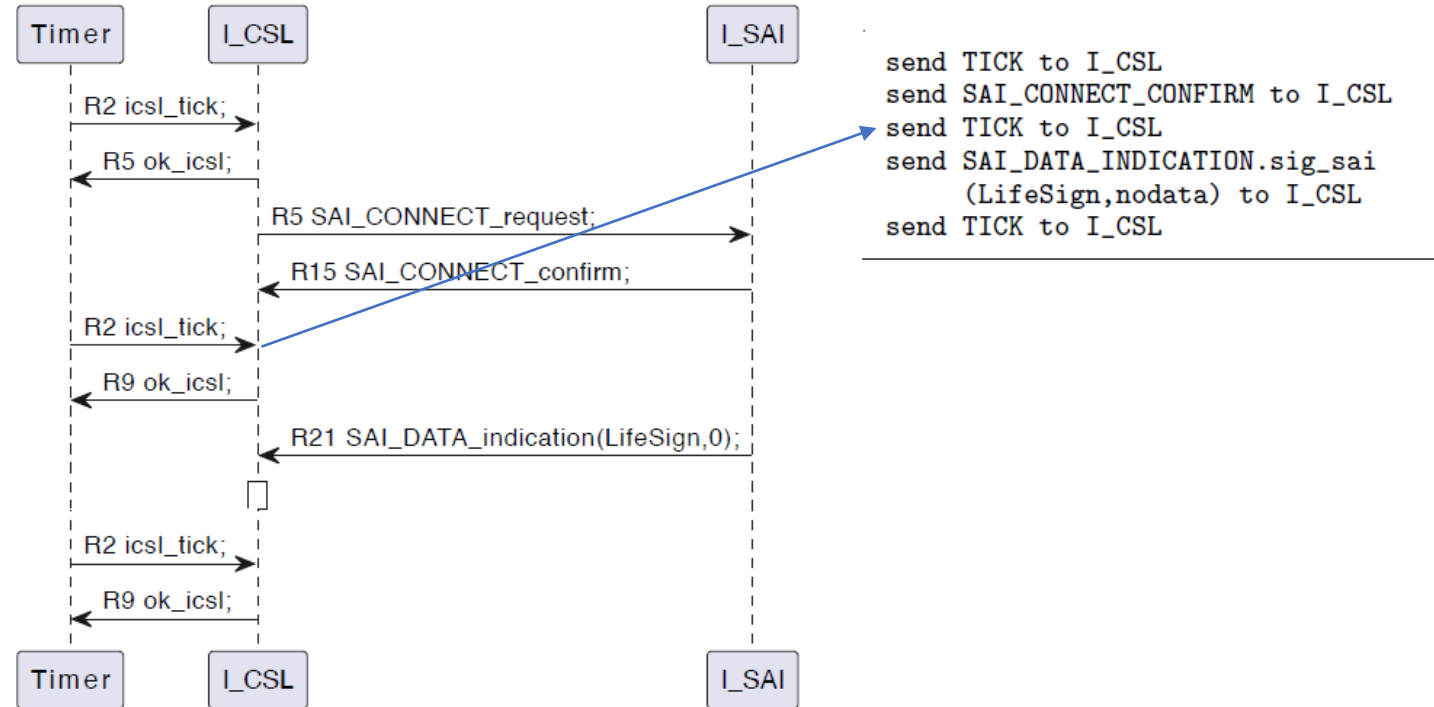 Timer
I_CSL
I_SAI
R2 icsl_tick;
R5 ok_icsl;
R5 SAI_CONNECT_request;
R15 SAI_CONNECT_confirm;
R2 icsl_tick;
R9 ok_icsl;
R21 SAI_DATA_indication(LifeSign,0);
R2 icsl_tick;
R9 ok_icsl;
Timer
I_CSL
I_SAI
send TICK to I_CSL
send SAI_CONNECT_CONFIRM to I_CSL
send TICK to I_CSL
send SAI_DATA_INDICATION.sig_sai
(LifeSign,nodata) to I_CSL
send TICK to I_CSL